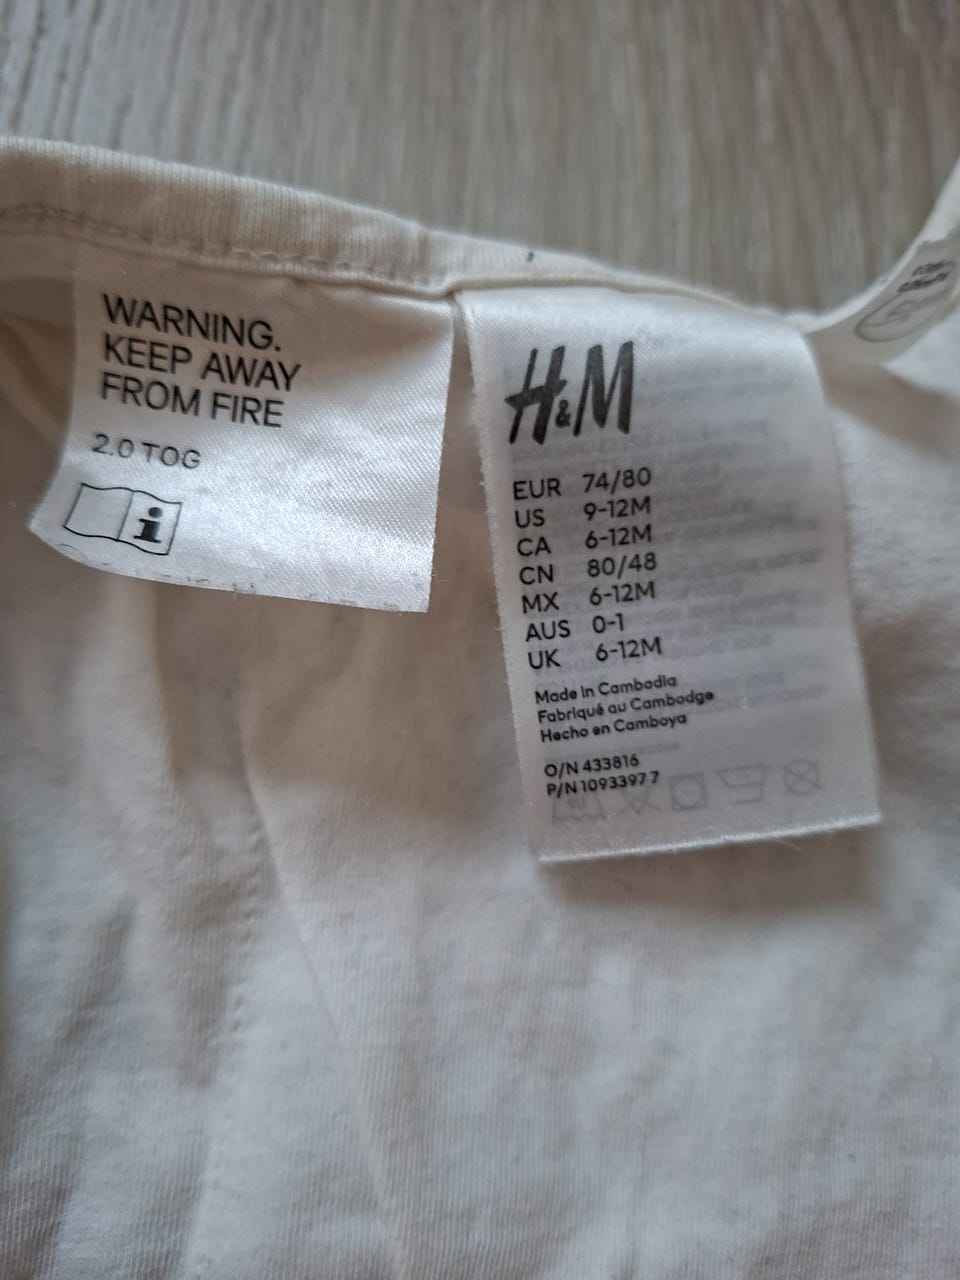 WARNING.
KEEP AWAY
FROM FIRE
2.0 TOG
i
H&M
EUR 74/80
US 9-12M
CA 6-12M
CN 80/48
MX 6-12M
AUS 0-1
UK 6-12M
Made in Cambodia
Fabriqué au Cambodge
Hecho en Camboya
O/N 433816
P/N 1093397 7